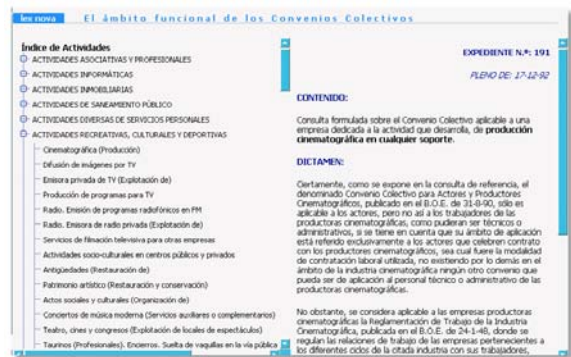 lex nova
El ámbito funcional de los Convenios Colectivos
Índice de Actividades
ACTIVIDADES ASOCIATIVAS Y PROFESIONALES
ACTIVIDADES INFORMÁTICAS
ACTIVIDADES INMOBILIARIAS
ACTIVIDADES DE SANEAMIENTO PÚBLICO
ACTIVIDADES DIVERSAS DE SERVICIOS PERSONALES
ACTIVIDADES RECREATIVAS, CULTURALES Y DEPORTIVAS
Cinematográfica (Producción)
Difusión de imágenes por TV
Emisora privada de TV (Explotación de)
Producción de programas para TV
Radio. Emisión de programas radiofónicos en FM
Radio. Emisora de radio privada (Explotación de)
Servicios de filmación televisiva para otras empresas
Actividades socio-culturales en centros públicos y privados
Antigüedades (Restauración de)
Patrimonio artístico (Restauración y conservación)
Actos sociales y culturales (Organización de)
Conciertos de música moderna (Servicios auxiliares o complementarios)
Teatro, cines y congresos (Explotación de locales de espectáculos)
Taurinos (Profesionales). Encierros. Suelta de vaquillas en la vía pública
EXPEDIENTE N.º: 191
PLENO DE: 17-12-92
CONTENIDO:
Consulta formulada sobre el Convenio Colectivo aplicable a una
empresa dedicada a la actividad que desarrolla, de producción
cinematográfica en cualquier soporte.
DICTAMEN:
Ciertamente, como se expone en la consulta de referencia, el
denominado Convenio Colectivo para Actores y Productores
Cinematográficos, publicado en el B.O.E. de 31-8-90, sólo es
aplicable a los actores, pero no así a los trabajadores de las
productoras cinematográficas, como pudieran ser técnicos o
administrativos, si se tiene en cuenta que su ámbito de aplicación
está referido exclusivamente a los actores que celebren contrato
con los productores cinematográficos, sea cual fuere la modalidad
de contratación laboral utilizada, no existiendo por lo demás en el
ámbito de la industria cinematográfica ningún otro convenio que
pueda ser de aplicación al personal técnico o administrativo de las
productoras cinematográficas.
No obstante, se considera aplicable a las empresas productoras
cinematográficas la Reglamentación de Trabajo de la Industria
Cinematográfica, publicada en el B.O.E. de 24-1-48, donde se
regulan las relaciones de trabajo de las empresas pertenecientes a
los diferentes ciclos de la citada industria con sus trabajadores,